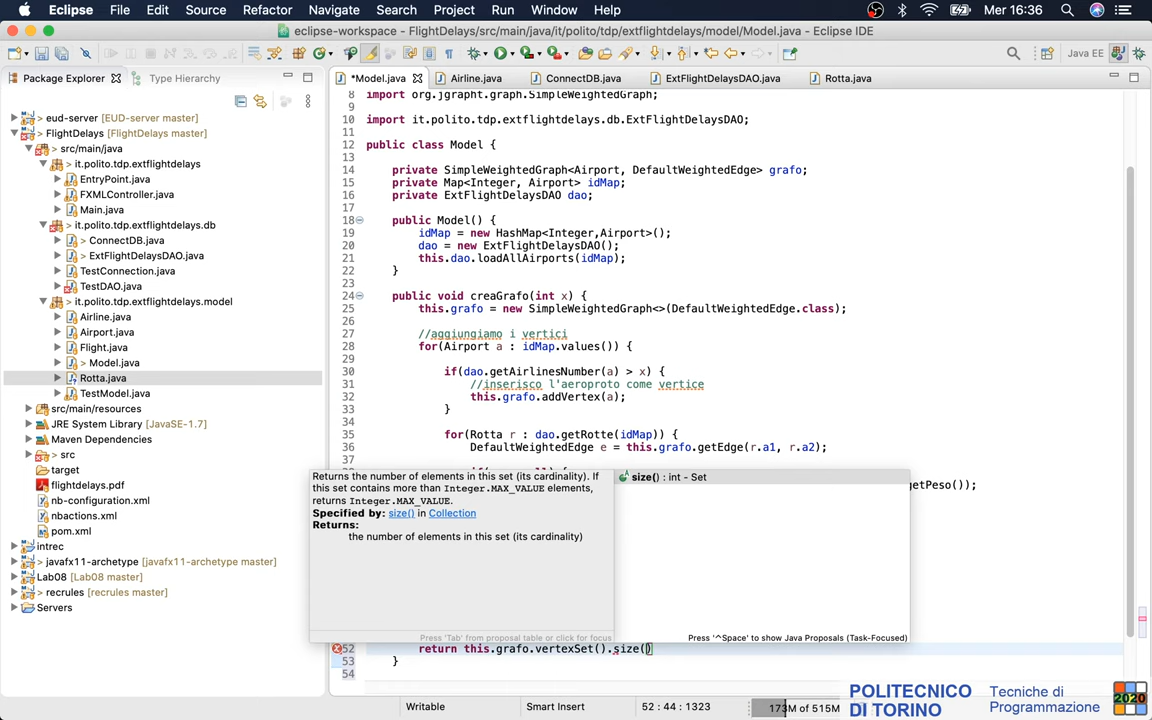 Eclipse File Edit Source Refactor Navigate Search Project Run Window Help Mer 16:36
eclipse-workspace - FlightDelays/src/main/java/it/polito/tdp/extflightdelays/model/Model.java - Eclipse IDE
Java EE
Package Explorer Type Hierarchy
*Model.java Airline.java ConnectDB.java ExtFlightDelaysDAO.java Rotta.java
> eud-server [EUD-server master]
> FlightDelays [FlightDelays master]
> src/main/java
> it.polito.tdp.extflightdelays
EntryPoint.java
> FXMLController.java
Main.java
> it.polito.tdp.extflightdelays.db
> ConnectDB.java
> ExtFlightDelaysDAO.java
TestConnection.java
TestDAO.java
> it.polito.tdp.extflightdelays.model
Airline.java
Airport.java
Flight.java
> Model.java
Rotta.java
TestModel.java
src/main/resources
JRE System Library [JavaSE-1.7]
Maven Dependencies
> src
target
flightdelays.pdf
nb-configuration.xml
nbactions.xml
pom.xml
intrec
> javafx11-archetype [javafx11-archetype master]
Lab08 [Lab08 master]
> recrules [recrules master]
Servers
8 import org.jgrapht.graph.SimpleWeightedGraph;
9
10 import it.polito.tdp.extflightdelays.db.ExtFlightDelaysDAO;
11
12 public class Model {
13
14 private SimpleWeightedGraph<Airport, DefaultWeightedEdge> grafo;
15 private Map<Integer, Airport> idMap;
16 private ExtFlightDelaysDAO dao;
17
18 public Model() {
19 idMap = new HashMap<Integer,Airport>();
20 dao = new ExtFlightDelaysDAO();
21 this.dao.loadAllAirports(idMap);
22 }
23
24 public void creaGrafo(int x) {
25 this.grafo = new SimpleWeightedGraph<>(DefaultWeightedEdge.class);
26
27 //aggiungiamo i vertici
28 for(Airport a : idMap.values()) {
29
30 if(dao.getAirlinesNumber(a) > x) {
31 //inserisco l'aeroproto come vertice
32 this.grafo.addVertex(a);
33 }
34
35 for(Rotta r : dao.getRotte(idMap)) {
36 DefaultWeightedEdge e = this.grafo.getEdge(r.a1, r.a2);
getPeso());
Returns the number of elements in this set (its cardinality). If
this set contains more than Integer.MAX_VALUE elements,
returns Integer.MAX_VALUE.
Specified by: size() in Collection
Returns:
the number of elements in this set (its cardinality)
Press 'Tab' from proposal table or click for focus
size() : int - Set
Press '^Space' to show Java Proposals (Task-Focused)
52 return this.grafo.vertexSet().size()
53 }
54
Writable Smart Insert 52 : 44 : 1323 173M of 515M
POLITECNICO
DI TORINO
Tecniche di
Programmazione
2020